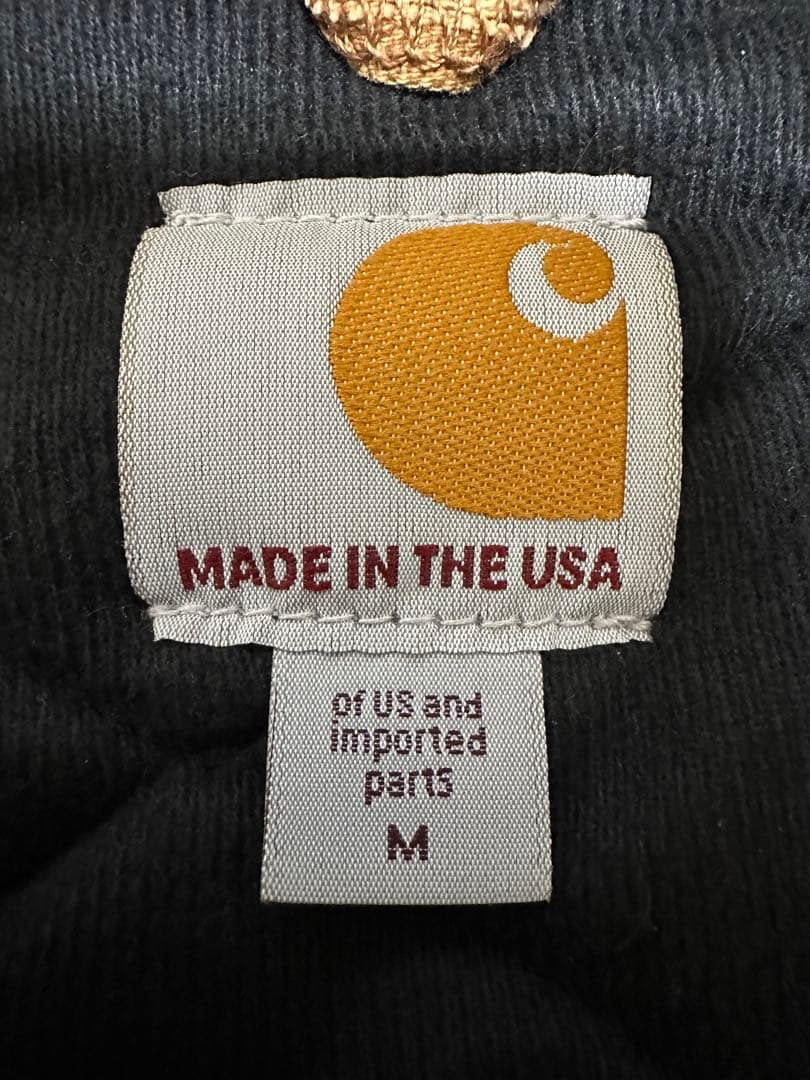 MADE IN THE USA
of US and
imported
parts
M